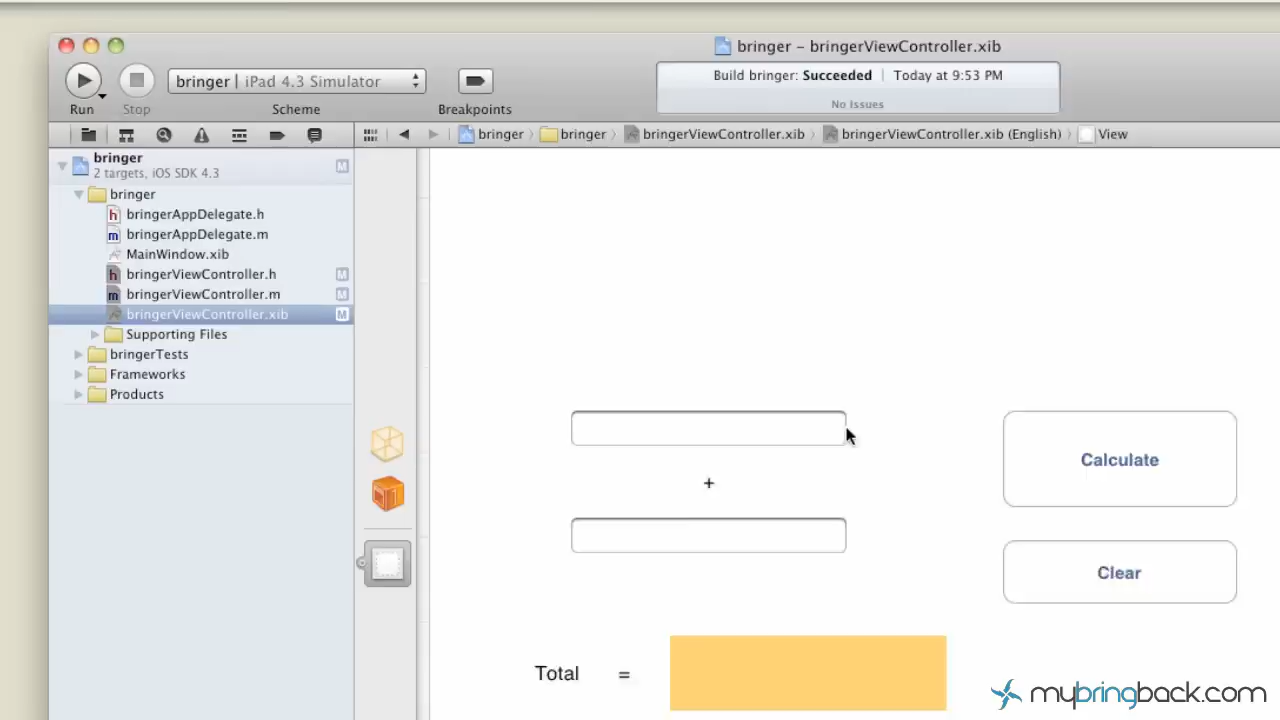 bringer – bringerViewController.xib
bringer | iPad 4.3 Simulator
Build bringer: Succeeded | Today at 9:53 PM
No Issues
Run
Stop
Scheme
Breakpoints
bringer bringer bringerViewController.xib bringerViewController.xib (English) View
bringer M
2 targets, iOS SDK 4.3
bringer
h bringerAppDelegate.h
m bringerAppDelegate.m
MainWindow.xib
h bringerViewController.h M
m bringerViewController.m M
bringerViewController.xib M
Supporting Files
bringerTests
Frameworks
Products
Calculate
+
Clear
Total =
mybringback.com